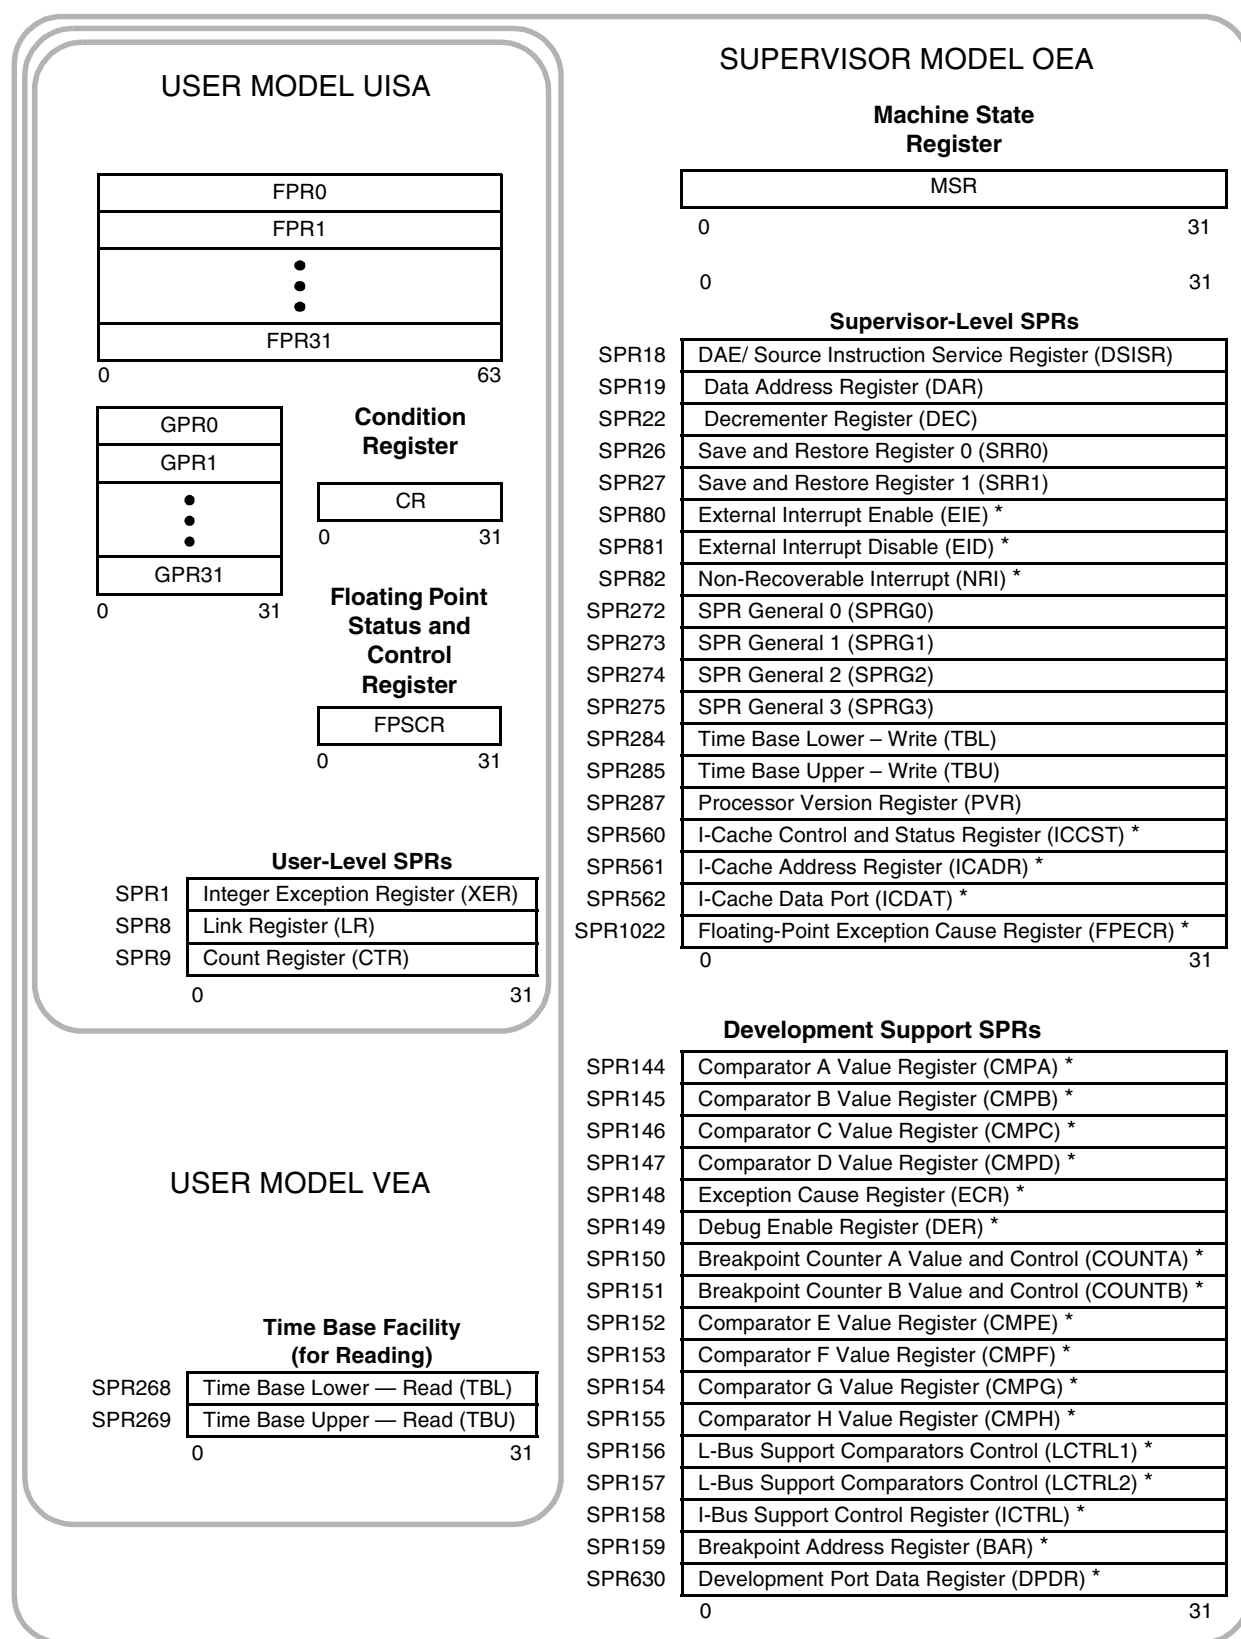 USER MODEL UISA
FPR0
FPR1
FPR31
0 63
GPR0
GPR1
GPR31
0 31
Condition
Register
CR
0 31
Floating Point
Status and
Control
Register
FPSCR
0 31
User-Level SPRs
SPR1 Integer Exception Register (XER)
SPR8 Link Register (LR)
SPR9 Count Register (CTR)
0 31
USER MODEL VEA
Time Base Facility
(for Reading)
SPR268 Time Base Lower — Read (TBL)
SPR269 Time Base Upper — Read (TBU)
0 31
SUPERVISOR MODEL OEA
Machine State
Register
MSR
0 31
0 31
Supervisor-Level SPRs
SPR18 DAE/ Source Instruction Service Register (DSISR)
SPR19 Data Address Register (DAR)
SPR22 Decrementer Register (DEC)
SPR26 Save and Restore Register 0 (SRR0)
SPR27 Save and Restore Register 1 (SRR1)
SPR80 External Interrupt Enable (EIE) *
SPR81 External Interrupt Disable (EID) *
SPR82 Non-Recoverable Interrupt (NRI) *
SPR272 SPR General 0 (SPRG0)
SPR273 SPR General 1 (SPRG1)
SPR274 SPR General 2 (SPRG2)
SPR275 SPR General 3 (SPRG3)
SPR284 Time Base Lower – Write (TBL)
SPR285 Time Base Upper – Write (TBU)
SPR287 Processor Version Register (PVR)
SPR560 I-Cache Control and Status Register (ICCST) *
SPR561 I-Cache Address Register (ICADR) *
SPR562 I-Cache Data Port (ICDAT) *
SPR1022 Floating-Point Exception Cause Register (FPECR) *
0 31
Development Support SPRs
SPR144 Comparator A Value Register (CMPA) *
SPR145 Comparator B Value Register (CMPB) *
SPR146 Comparator C Value Register (CMPC) *
SPR147 Comparator D Value Register (CMPD) *
SPR148 Exception Cause Register (ECR) *
SPR149 Debug Enable Register (DER) *
SPR150 Breakpoint Counter A Value and Control (COUNTA) *
SPR151 Breakpoint Counter B Value and Control (COUNTB) *
SPR152 Comparator E Value Register (CMPE) *
SPR153 Comparator F Value Register (CMPF) *
SPR154 Comparator G Value Register (CMPG) *
SPR155 Comparator H Value Register (CMPH) *
SPR156 L-Bus Support Comparators Control (LCTRL1) *
SPR157 L-Bus Support Comparators Control (LCTRL2) *
SPR158 I-Bus Support Control Register (ICTRL) *
SPR159 Breakpoint Address Register (BAR) *
SPR630 Development Port Data Register (DPDR) *
0 31